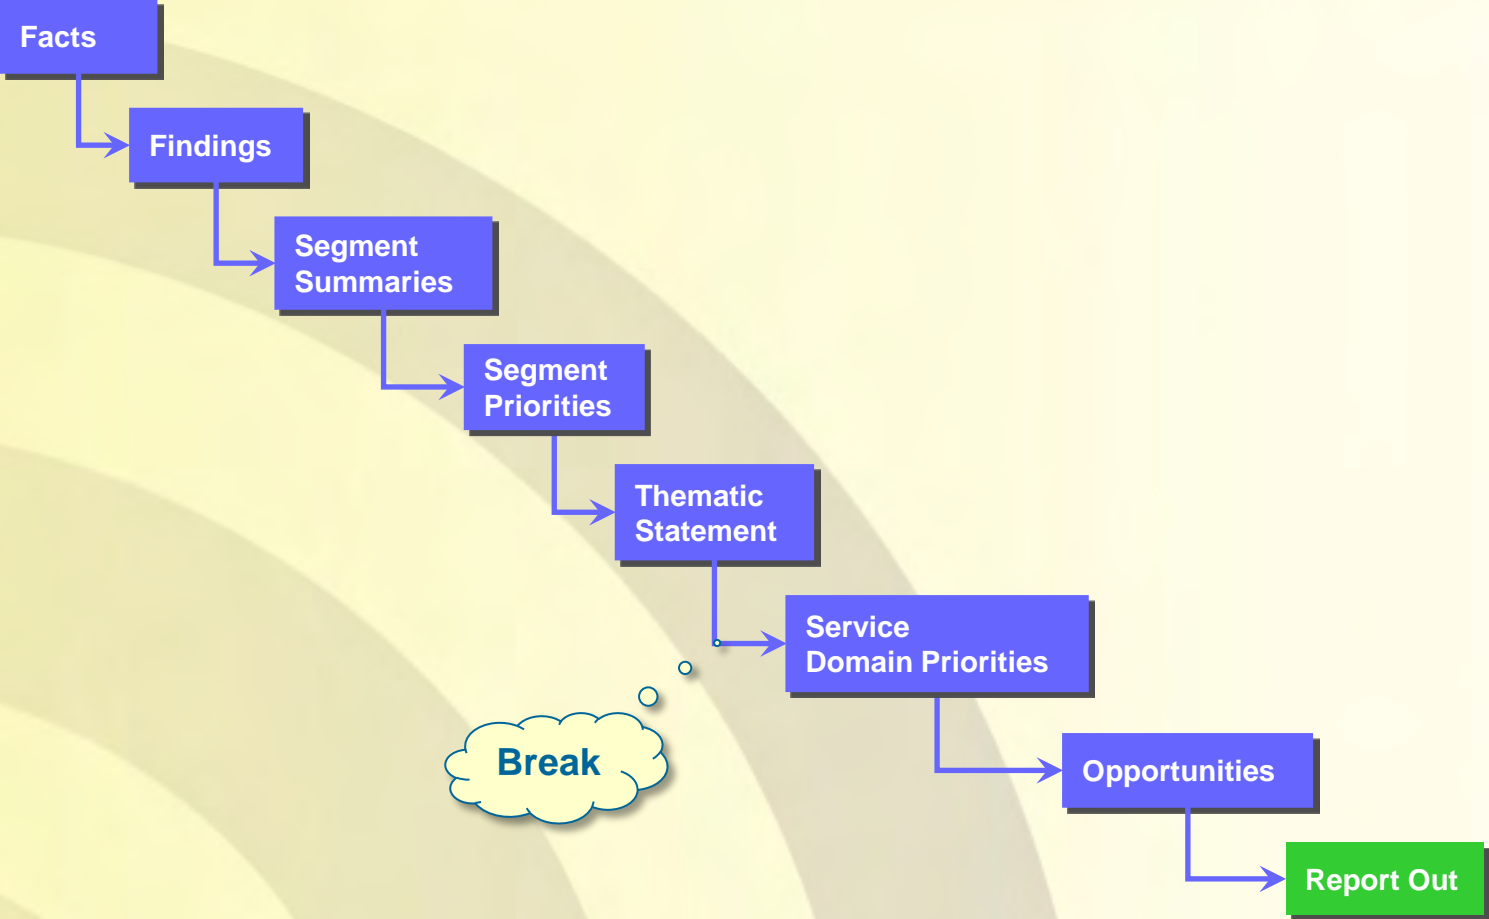 Facts
Findings
Segment
Summaries
Segment
Priorities
Thematic
Statement
Service
Domain Priorities
Break
Opportunities
Report Out